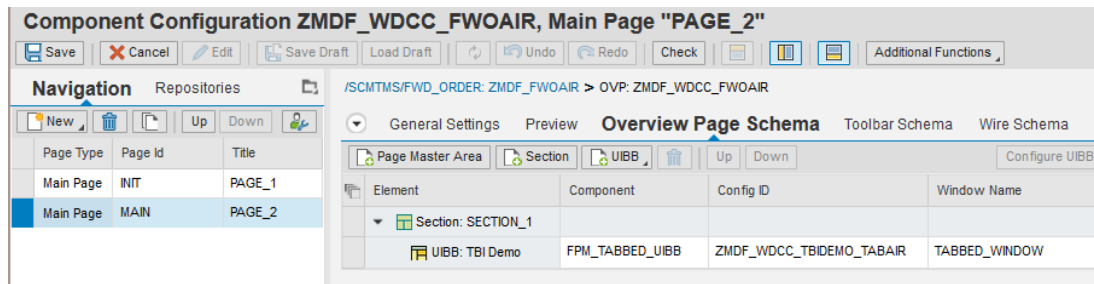 Component Configuration ZMDF_WDCC_FWOAIR, Main Page "PAGE_2"
Save Cancel Edit Save Draft Load Draft Undo Redo Check Additional Functions
Navigation Repositories
New Up Down
Page Type Page Id Title
Main Page INIT PAGE_1
Main Page MAIN PAGE_2
/SCMTMS/FWD_ORDER: ZMDF_FWOAIR > OVP: ZMDF_WDCC_FWOAIR
General Settings Preview Overview Page Schema Toolbar Schema Wire Schema
Page Master Area Section UIBB Up Down Configure UIBB
Element Component Config ID Window Name
Section: SECTION_1
UIBB: TBI Demo FPM_TABBED_UIBB ZMDF_WDCC_TBIDEMO_TABAIR TABBED_WINDOW